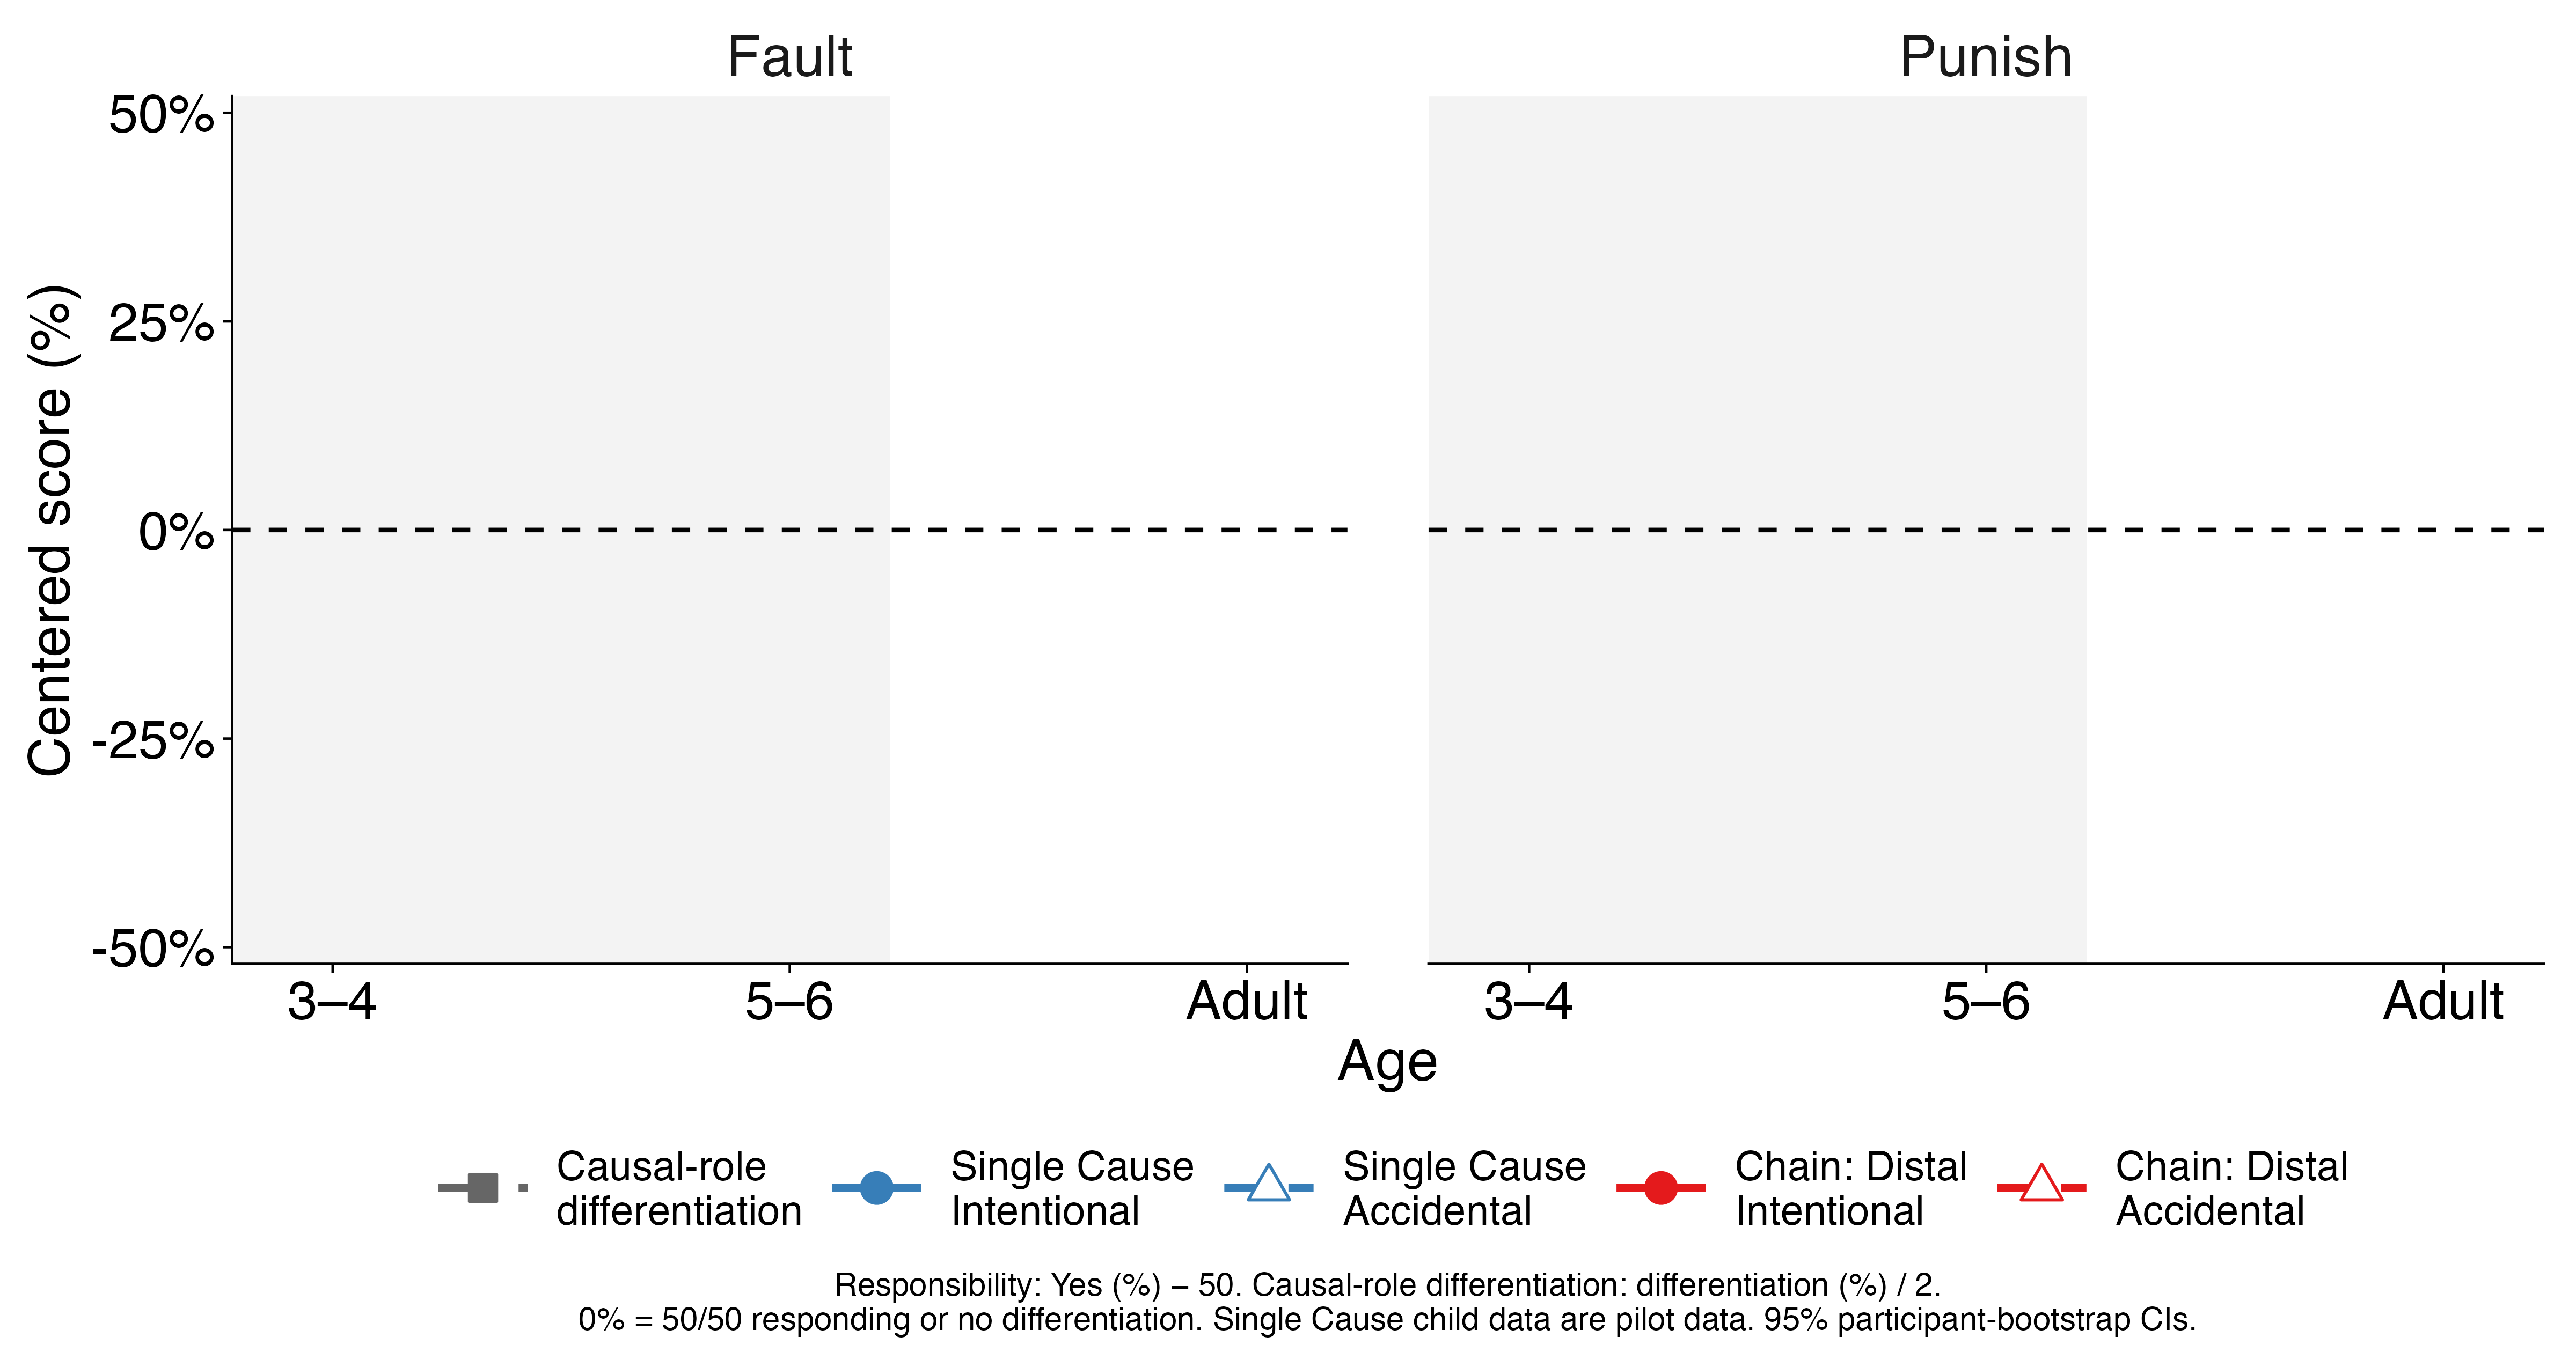 Fault
Punish
50%
25%
0%
-25%
-50%
Centered score (%)
3–4
5–6
Adult
3–4
5–6
Adult
Age
Causal-role
differentiation
Single Cause
Intentional
Single Cause
Accidental
Chain: Distal
Intentional
Chain: Distal
Accidental
Responsibility: Yes (%) − 50. Causal-role differentiation: differentiation (%) / 2.
0% = 50/50 responding or no differentiation. Single Cause child data are pilot data. 95% participant-bootstrap CIs.